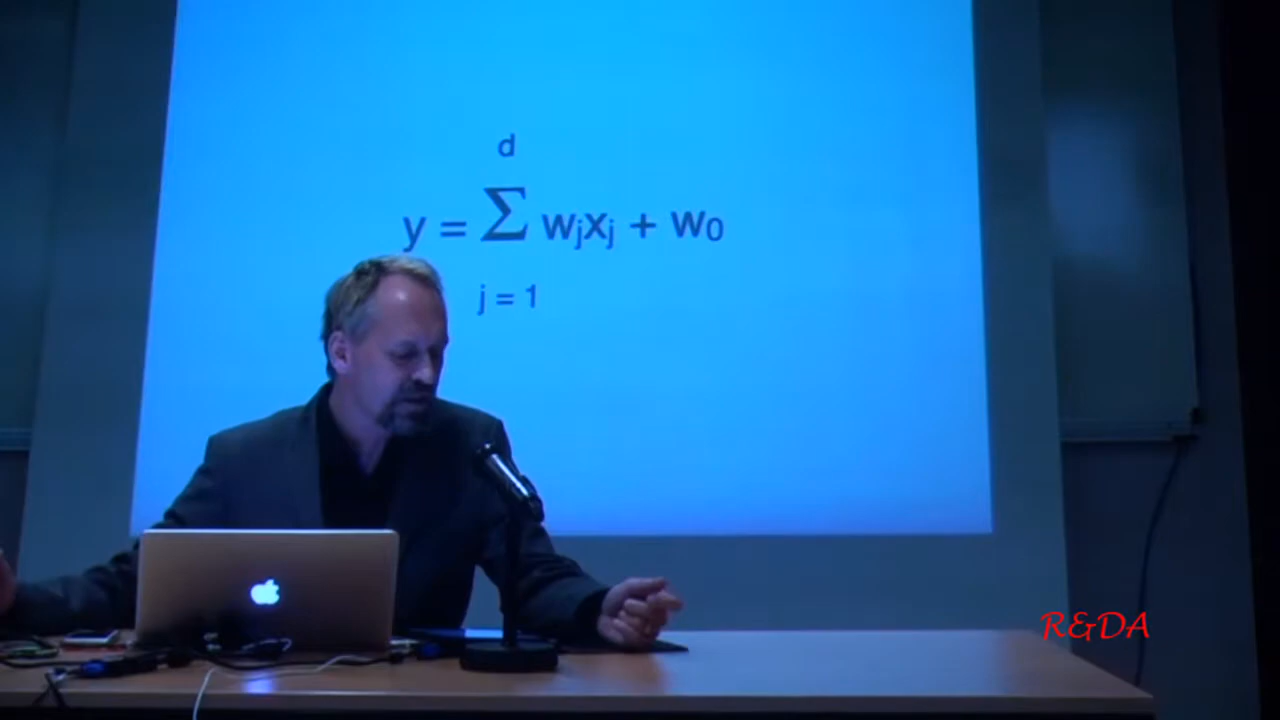 d
y = Σ wⱼxⱼ + w₀
j = 1
R&DA